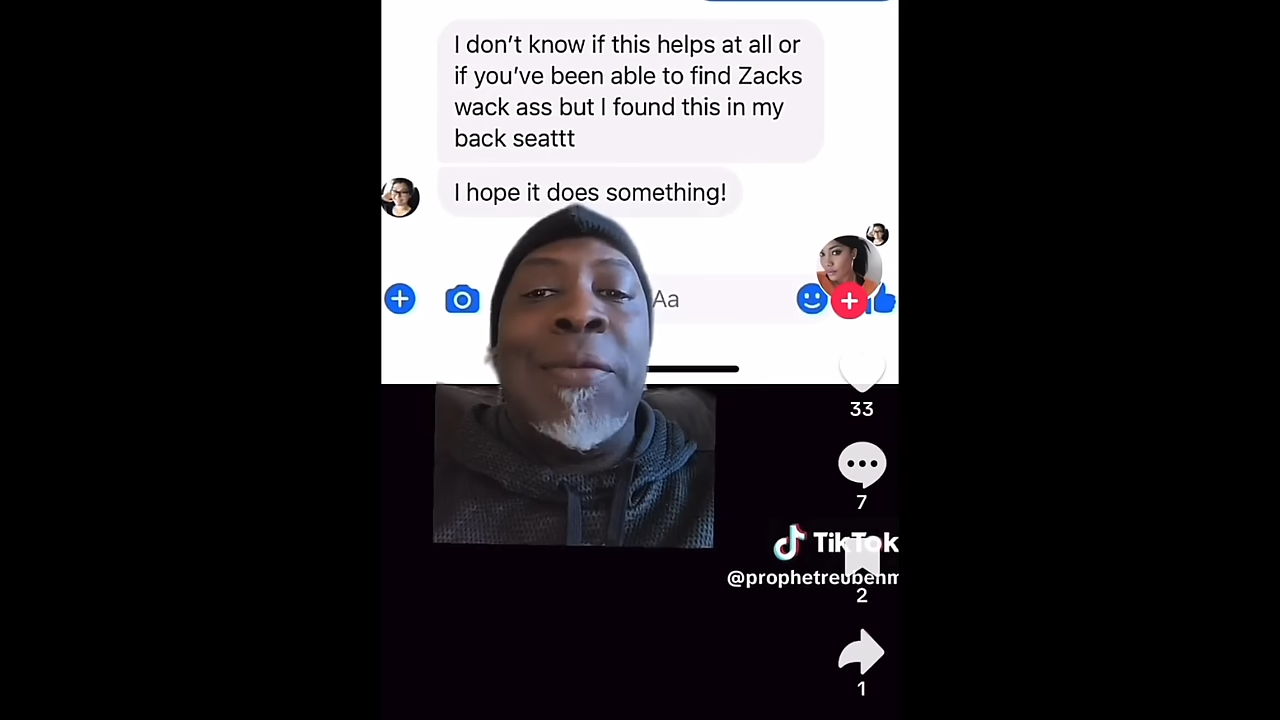 I don't know if this helps at all or
if you've been able to find Zacks
wack ass but I found this in my
back seattt
I hope it does something!
Aa
33
7
TikTok
@prophetreubenm
2
1